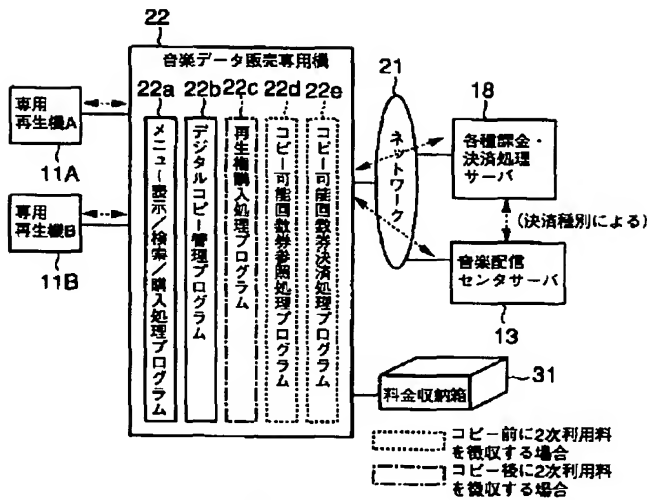 22
音楽データ販売専用機
22a 22b 22c 22d 22e
メニュー表示/検索/購入処理プログラム
デジタルコピー管理プログラム
再生権購入処理プログラム
コピー可能回数券参照処理プログラム
コピー可能回数券決済処理プログラム
専用
再生機A
11A
専用
再生機B
11B
21
ネットワーク
18
各種課金・
決済処理
サーバ
(決済種別による)
音楽配信
センタサーバ
13
料金収納箱
31
コピー前に2次利用料
を徴収する場合
コピー後に2次利用料
を徴収する場合